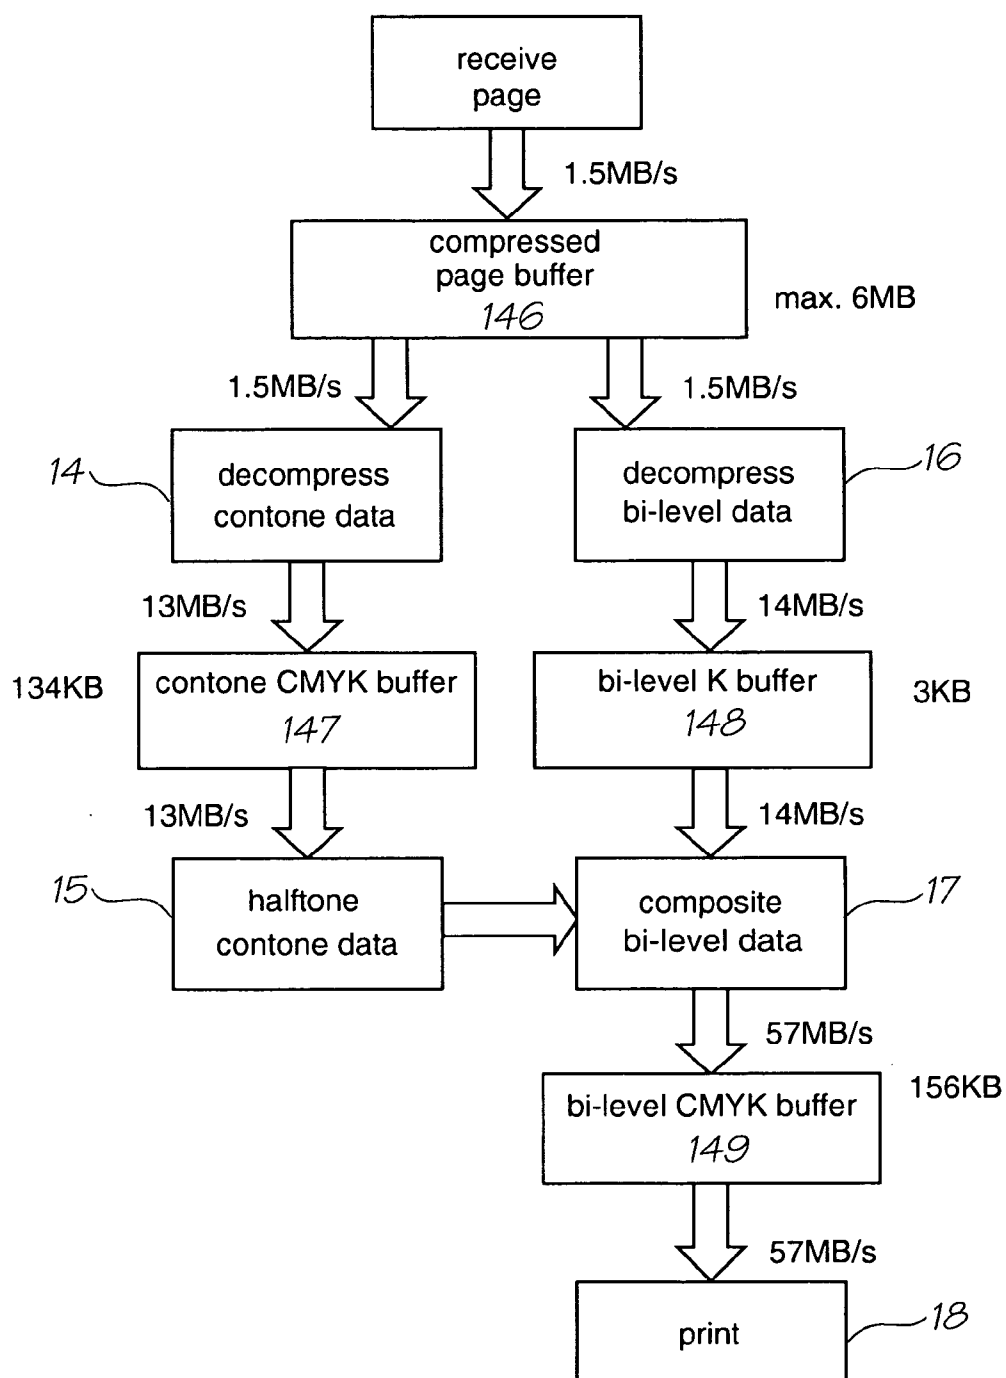 receive
page
1.5MB/s
compressed
page buffer
146
max. 6MB
1.5MB/s
1.5MB/s
14
decompress
contone data
decompress
bi-level data
16
13MB/s
14MB/s
134KB
contone CMYK buffer
147
bi-level K buffer
148
3KB
13MB/s
14MB/s
15
halftone
contone data
composite
bi-level data
17
57MB/s
156KB
bi-level CMYK buffer
149
57MB/s
print
18